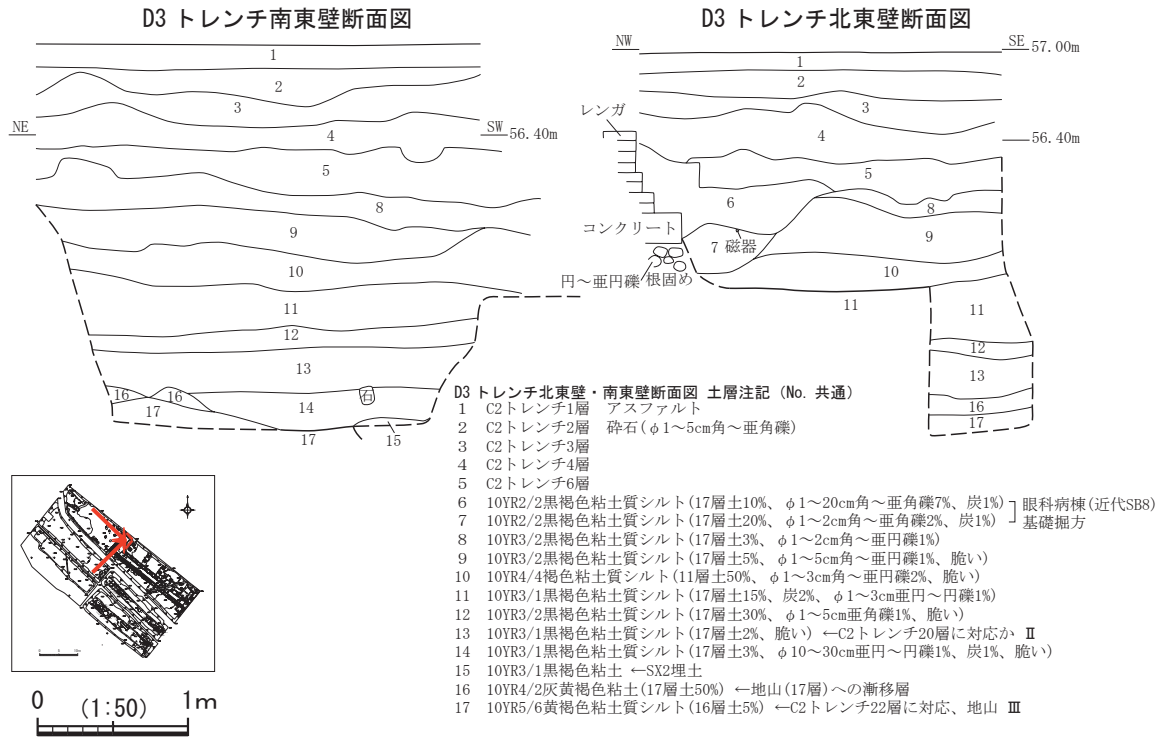 D3 トレンチ南東壁断面図
1
2
3
NE
4
SW 56.40m
5
8
9
10
11
12
13
16
16
17
14
石
17
15
D3 トレンチ北東壁断面図
NW
SE 57.00m
1
2
レンガ
3
4
56.40m
5
6
8
コンクリート
7 磁器
9
円～亜円礫
根固め
10
11
11
12
13
16
17
D3 トレンチ北東壁・南東壁断面図 土層注記 (No. 共通)
1 C2トレンチ1層 アスファルト
2 C2トレンチ2層 砕石(φ1～5cm角～亜角礫)
3 C2トレンチ3層
4 C2トレンチ4層
5 C2トレンチ6層
6 10YR2/2黒褐色粘土質シルト(17層土10%、φ1～20cm角～亜角礫7%、炭1%)
7 10YR2/2黒褐色粘土質シルト(17層土20%、φ1～2cm角～亜角礫2%、炭1%)
眼科病棟(近代SB8)
基礎掘方
8 10YR3/2黒褐色粘土質シルト(17層土3%、φ1～2cm角～亜円礫1%)
9 10YR3/2黒褐色粘土質シルト(17層土5%、φ1～5cm角～亜円礫1%、脆い)
10 10YR4/4褐色粘土質シルト(11層土50%、φ1～3cm角～亜円礫2%、脆い)
11 10YR3/1黒褐色粘土質シルト(17層土15%、炭2%、φ1～3cm亜円～円礫1%)
12 10YR3/2黒褐色粘土質シルト(17層土30%、φ1～5cm亜角礫1%、脆い)
13 10YR3/1黒褐色粘土質シルト(17層土2%、脆い) ←C2トレンチ20層に対応か Ⅱ
14 10YR3/1黒褐色粘土質シルト(17層土3%、φ10～30cm亜円～円礫1%、炭1%、脆い)
15 10YR3/1黒褐色粘土 ←SX2埋土
16 10YR4/2灰黄褐色粘土(17層土50%) ←地山(17層)への漸移層
17 10YR5/6黄褐色粘土質シルト(16層土5%) ←C2トレンチ22層に対応、地山 Ⅲ
0 (1:50) 1m